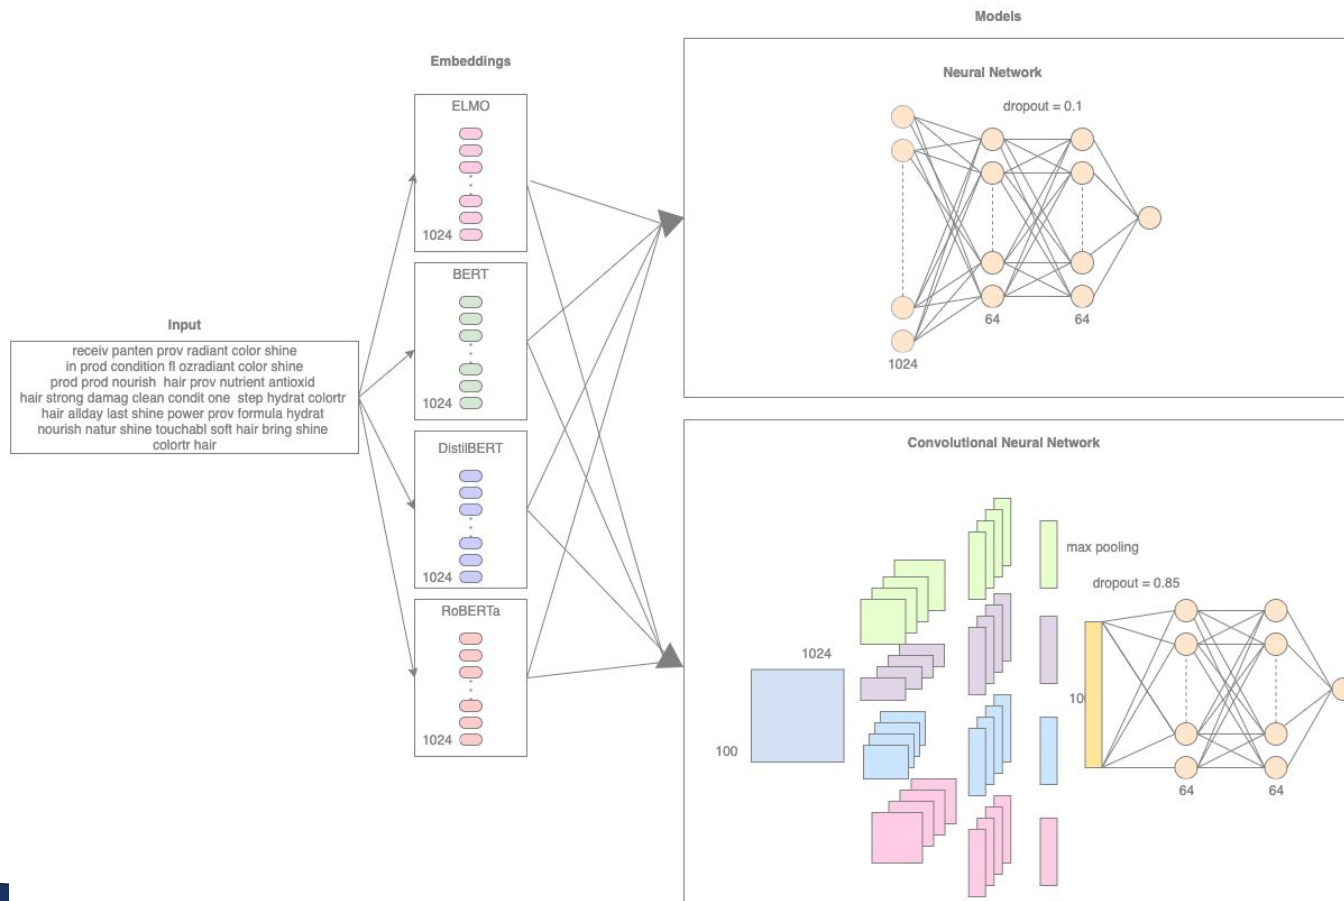 Models
Embeddings
Input
receiv panten prov radiant color shine
in prod condition fl ozradiant color shine
prod prod nourish hair prov nutrient antioxid
hair strong damag clean condit one step hydrat colortr
hair allday last shine power prov formula hydrat
nourish natur shine touchabl soft hair bring shine
colortr hair
ELMO
1024
BERT
1024
DistilBERT
1024
RoBERTa
1024
Neural Network
dropout = 0.1
64
64
1024
Convolutional Neural Network
max pooling
dropout = 0.85
1024
100
64
64